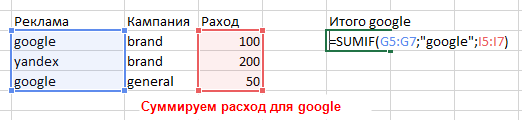 Реклама Кампания Раход Итого google
google brand 100 =SUMIF(G5:G7;"google";I5:I7)
yandex brand 200
google general 50
Суммируем расход для google